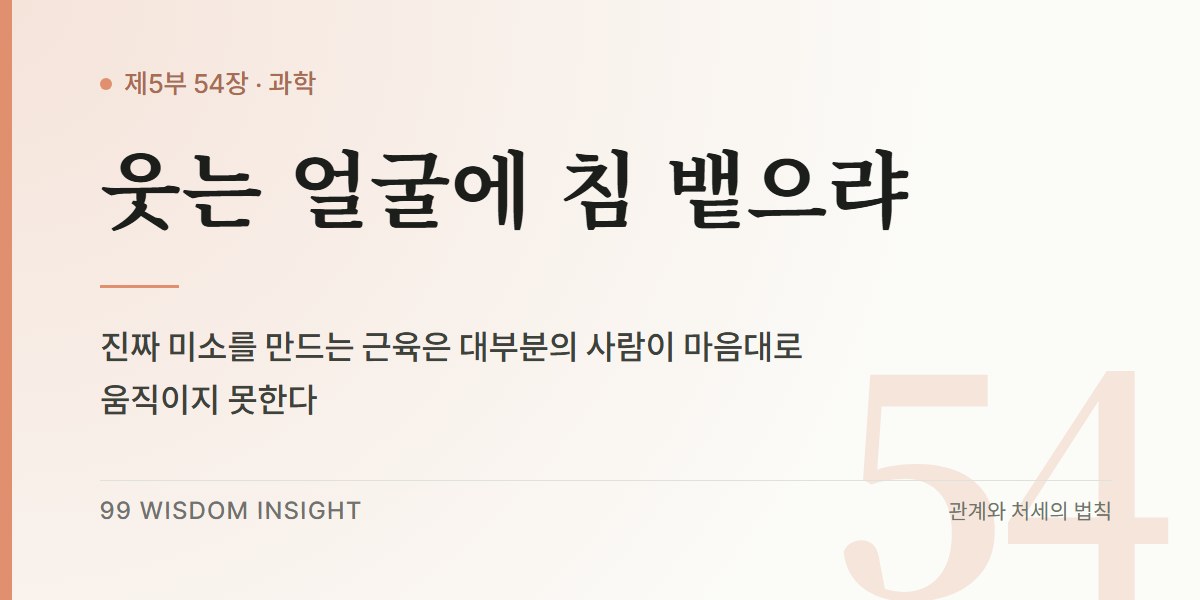 제5부 54장 · 과학
웃는 얼굴에 침 뱉으랴
진짜 미소를 만드는 근육은 대부분의 사람이 마음대로
움직이지 못한다
99 WISDOM INSIGHT
관계와 처세의 법칙
54